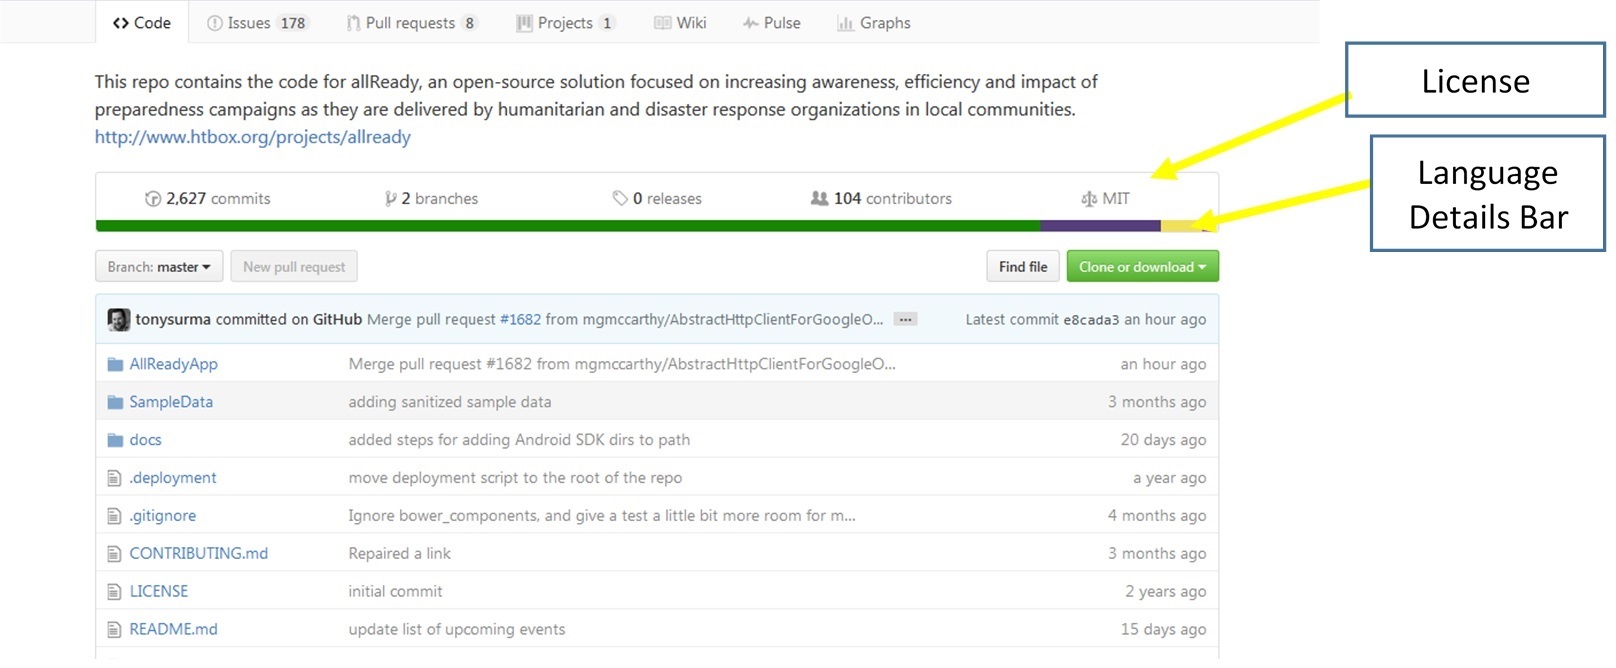 Code Issues 178 Pull requests 8 Projects 1 Wiki Pulse Graphs
This repo contains the code for allReady, an open-source solution focused on increasing awareness, efficiency and impact of
preparedness campaigns as they are delivered by humanitarian and disaster response organizations in local communities.
http://www.htbox.org/projects/allready
License
Language
Details Bar
2,627 commits 2 branches 0 releases 104 contributors MIT
Branch: master New pull request Find file Clone or download
tonysurma committed on GitHub Merge pull request #1682 from mgmccarthy/AbstractHttpClientForGoogleO... ... Latest commit e8cada3 an hour ago
AllReadyApp Merge pull request #1682 from mgmccarthy/AbstractHttpClientForGoogleO... an hour ago
SampleData adding sanitized sample data 3 months ago
docs added steps for adding Android SDK dirs to path 20 days ago
.deployment move deployment script to the root of the repo a year ago
.gitignore Ignore bower_components, and give a test a little bit more room for m... 4 months ago
CONTRIBUTING.md Repaired a link 3 months ago
LICENSE initial commit 2 years ago
README.md update list of upcoming events 15 days ago